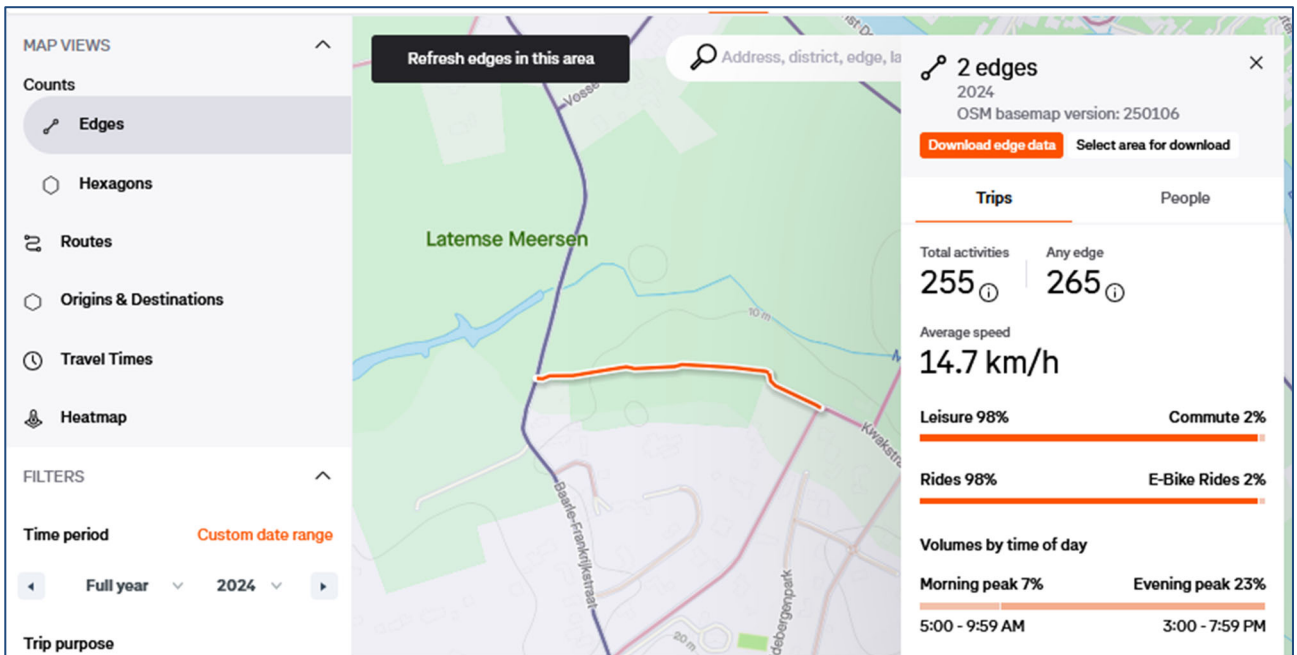 MAP VIEWS
Counts
Edges
Hexagons
Routes
Origins & Destinations
Travel Times
Heatmap
FILTERS
Time period Custom date range
Full year 2024
Trip purpose
Refresh edges in this area
Address, district, edge, la
Vosse
Latemse Meersen
10 m
M
Kwakstra
Baarle-Frankrijkstraat
debergenpark
20 m
2 edges
2024
OSM basemap version: 250106
Download edge data Select area for download
Trips People
Total activities Any edge
255 265
Average speed
14.7 km/h
Leisure 98% Commute 2%
Rides 98% E-Bike Rides 2%
Volumes by time of day
Morning peak 7% Evening peak 23%
5:00 - 9:59 AM 3:00 - 7:59 PM